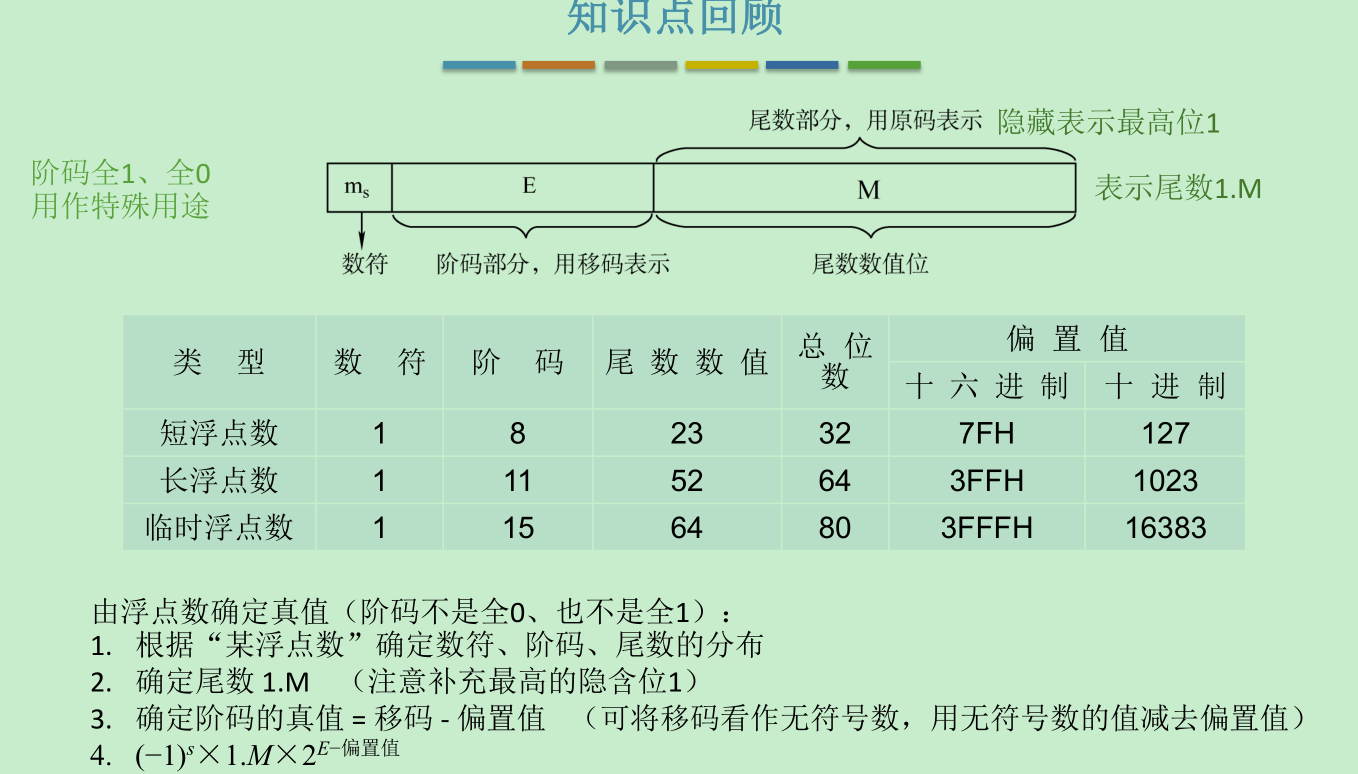 知识点回顾
尾数部分，用原码表示 隐藏表示最高位1
阶码全1、全0
用作特殊用途
ms E M 表示尾数1.M
数符 阶码部分，用移码表示 尾数数值位
类 型 数 符 阶 码 尾数数值 总位数 偏置值
十六进制 十进制
短浮点数 1 8 23 32 7FH 127
长浮点数 1 11 52 64 3FFH 1023
临时浮点数 1 15 64 80 3FFFH 16383
由浮点数确定真值（阶码不是全0、也不是全1）：
1. 根据“某浮点数”确定数符、阶码、尾数的分布
2. 确定尾数 1.M （注意补充最高的隐含位1）
3. 确定阶码的真值 = 移码 - 偏置值 （可将移码看作无符号数，用无符号数的值减去偏置值）
4. (−1)^s×1.M×2^(E−偏置值)